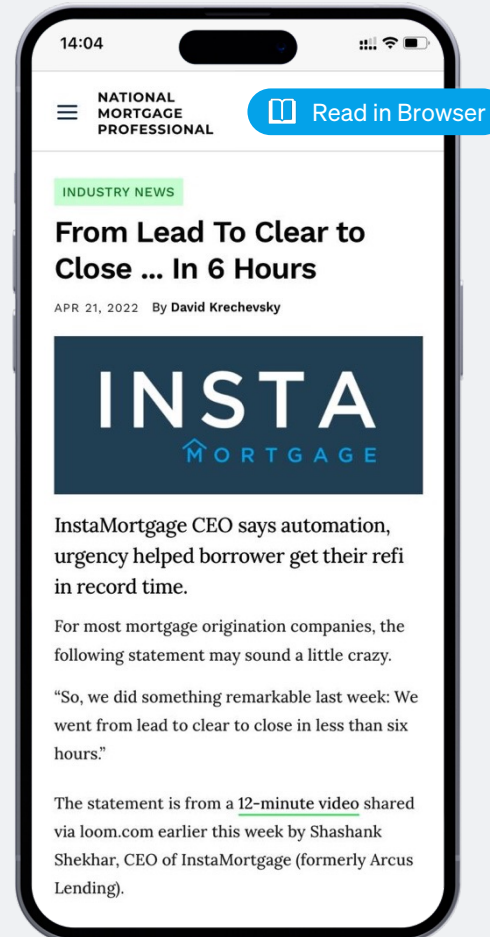 14:04
NATIONAL
MORTGAGE
PROFESSIONAL
Read in Browser
INDUSTRY NEWS
From Lead To Clear to
Close ... In 6 Hours
APR 21, 2022 By David Krechevsky
INSTA
MORTGAGE
InstaMortgage CEO says automation,
urgency helped borrower get their refi
in record time.
For most mortgage origination companies, the
following statement may sound a little crazy.
“So, we did something remarkable last week: We
went from lead to clear to close in less than six
hours.”
The statement is from a 12-minute video shared
via loom.com earlier this week by Shashank
Shekhar, CEO of InstaMortgage (formerly Arcus
Lending).